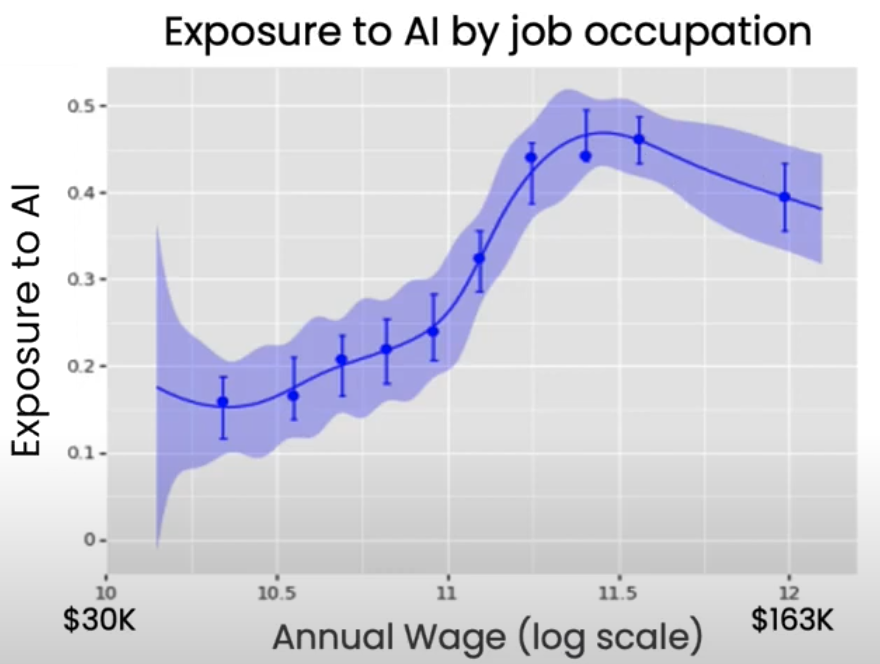 Exposure to AI by job occupation
Exposure to AI
0.5
0.4
0.3
0.2
0.1
0
10 10.5 11 11.5 12
$30K $163K
Annual Wage (log scale)